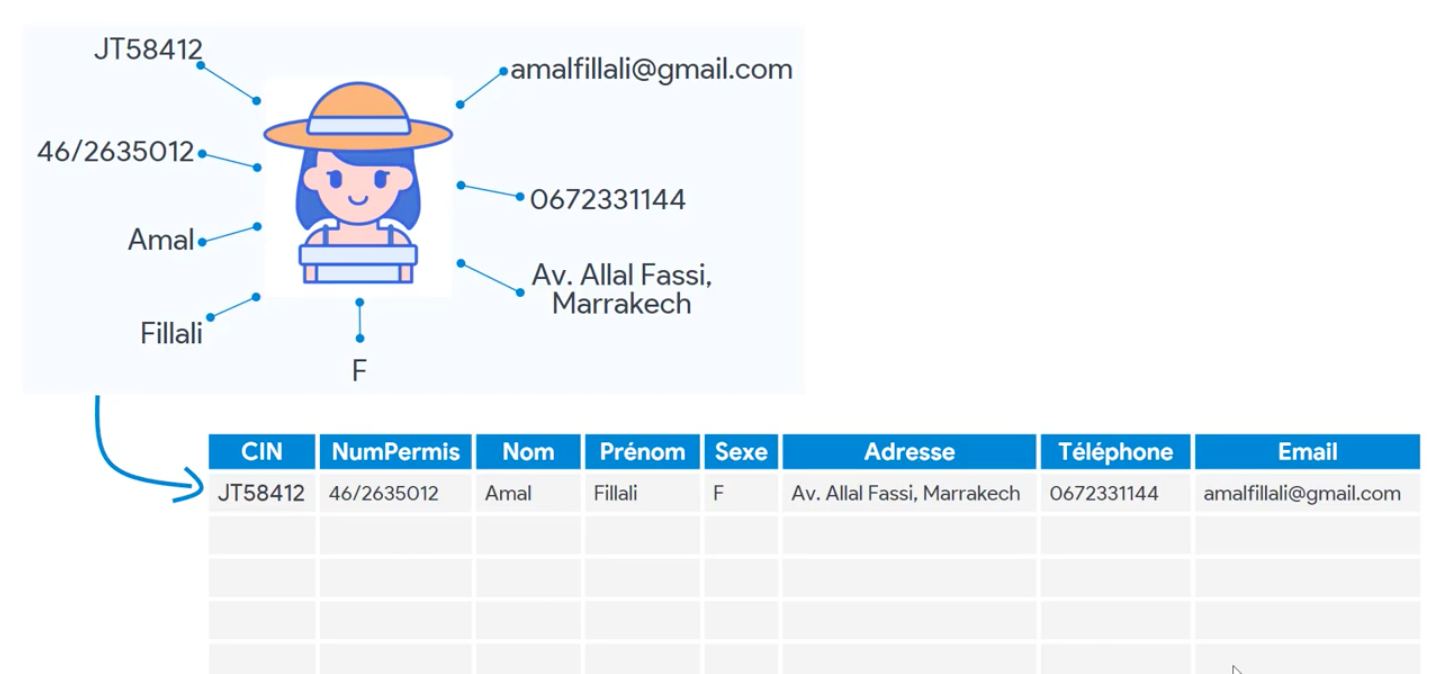 JT58412
amalfillali@gmail.com
46/2635012
0672331144
Amal
Av. Allal Fassi,
Marrakech
Fillali
F
CIN NumPermis Nom Prénom Sexe Adresse Téléphone Email
JT58412 46/2635012 Amal Fillali F Av. Allal Fassi, Marrakech 0672331144 amalfillali@gmail.com